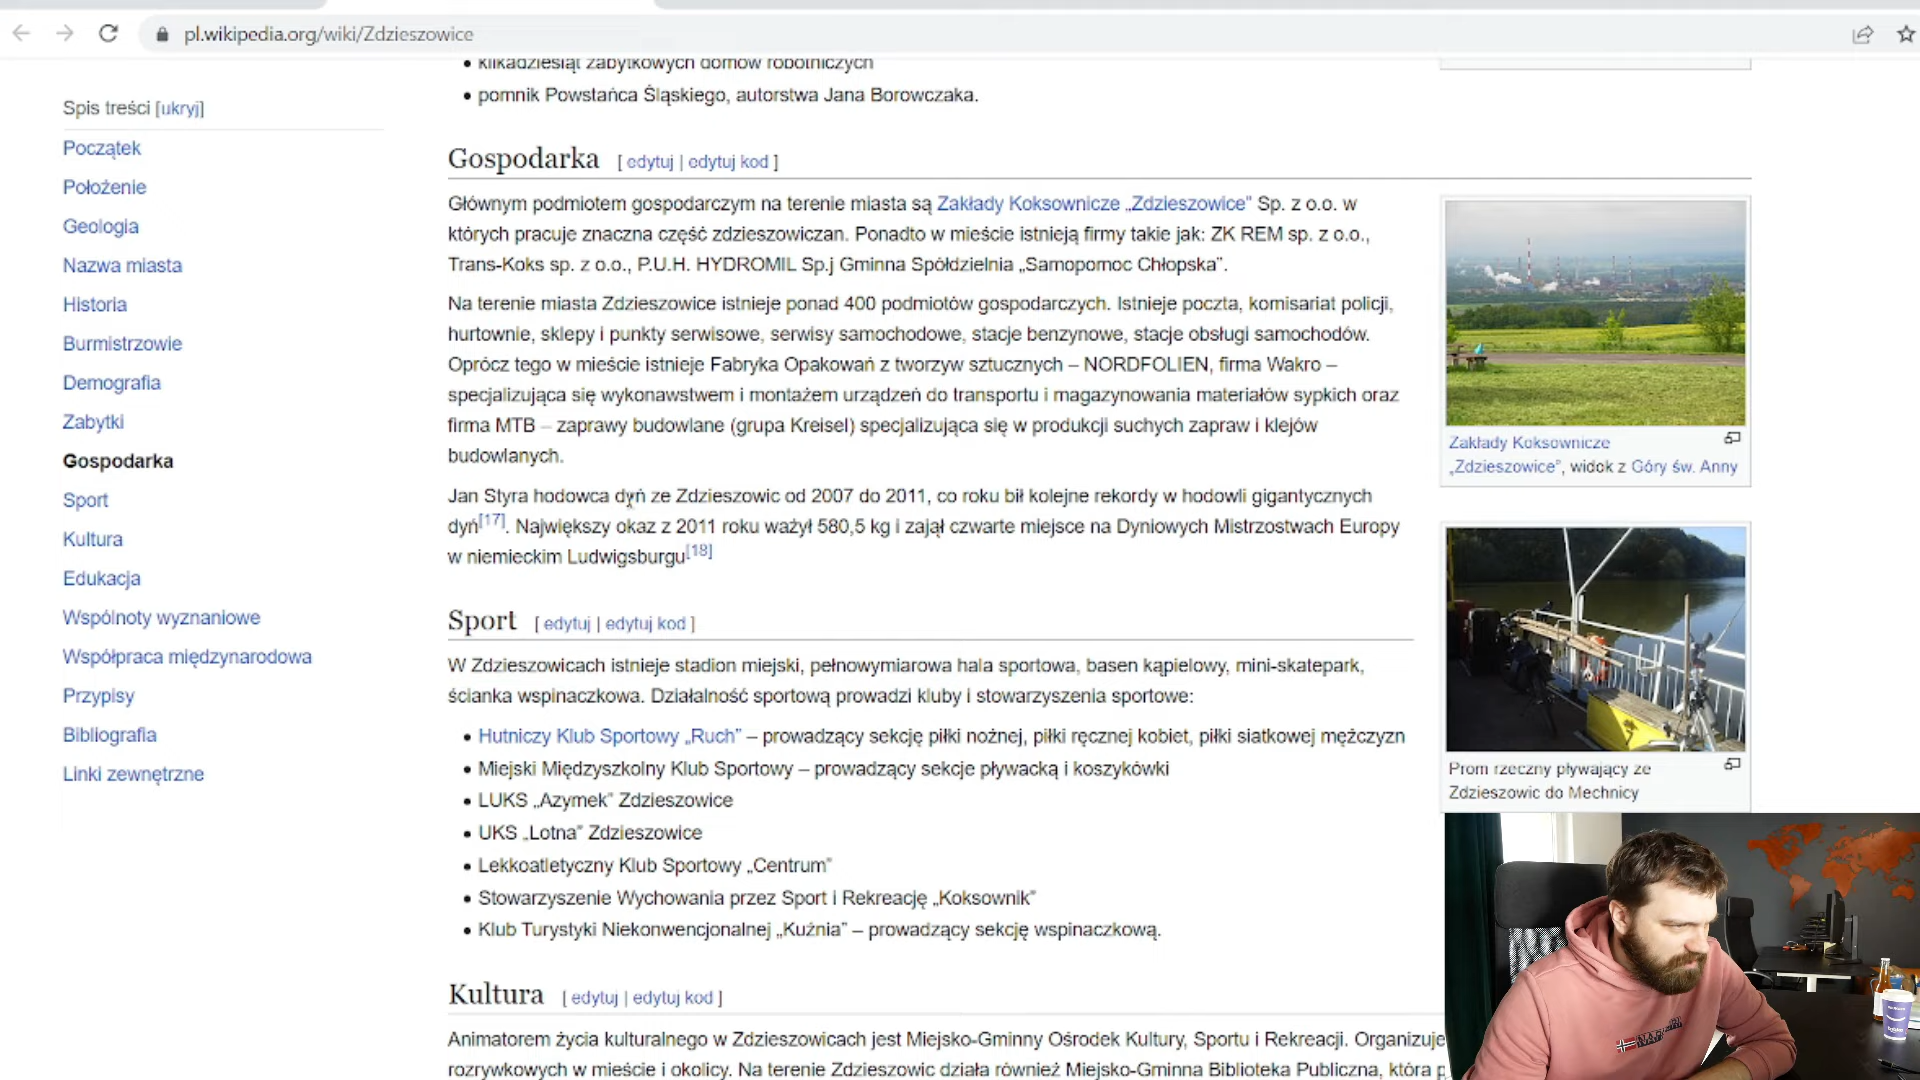 pl.wikipedia.org/wiki/Zdzieszowice
kilkadziesiąt zabytkowych domów robotniczych
pomnik Powstańca Śląskiego, autorstwa Jana Borowczaka.
Spis treści [ukryj]
Początek
Położenie
Geologia
Nazwa miasta
Historia
Burmistrzowie
Demografia
Zabytki
Gospodarka
Sport
Kultura
Edukacja
Wspólnoty wyznaniowe
Współpraca międzynarodowa
Przypisy
Bibliografia
Linki zewnętrzne
Gospodarka [ edytuj | edytuj kod ]
Głównym podmiotem gospodarczym na terenie miasta są Zakłady Koksownicze „Zdzieszowice” Sp. z o.o. w
których pracuje znaczna część zdzieszowiczan. Ponadto w mieście istnieją firmy takie jak: ZK REM sp. z o.o.,
Trans-Koks sp. z o.o., P.U.H. HYDROMIL Sp.j Gminna Spółdzielnia „Samopomoc Chłopska”.
Na terenie miasta Zdzieszowice istnieje ponad 400 podmiotów gospodarczych. Istnieje poczta, komisariat policji,
hurtownie, sklepy i punkty serwisowe, serwisy samochodowe, stacje benzynowe, stacje obsługi samochodów.
Oprócz tego w mieście istnieje Fabryka Opakowań z tworzyw sztucznych – NORDFOLIEN, firma Wakro –
specjalizująca się wykonawstwem i montażem urządzeń do transportu i magazynowania materiałów sypkich oraz
firma MTB – zaprawy budowlane (grupa Kreisel) specjalizująca się w produkcji suchych zapraw i klejów
budowlanych.
Jan Styra hodowca dyń ze Zdzieszowic od 2007 do 2011, co roku bił kolejne rekordy w hodowli gigantycznych
dyń[17]. Największy okaz z 2011 roku ważył 580,5 kg i zajął czwarte miejsce na Dyniowych Mistrzostwach Europy
w niemieckim Ludwigsburgu[18]
Zakłady Koksownicze
„Zdzieszowice”, widok z Góry św. Anny
Sport [ edytuj | edytuj kod ]
W Zdzieszowicach istnieje stadion miejski, pełnowymiarowa hala sportowa, basen kąpielowy, mini-skatepark,
ścianka wspinaczkowa. Działalność sportową prowadzi kluby i stowarzyszenia sportowe:
Hutniczy Klub Sportowy „Ruch” – prowadzący sekcję piłki nożnej, piłki ręcznej kobiet, piłki siatkowej mężczyzn
Miejski Międzyszkolny Klub Sportowy – prowadzący sekcje pływacką i koszykówki
LUKS „Azymek” Zdzieszowice
UKS „Lotna” Zdzieszowice
Lekkoatletyczny Klub Sportowy „Centrum”
Stowarzyszenie Wychowania przez Sport i Rekreację „Koksownik”
Klub Turystyki Niekonwencjonalnej „Kuźnia” – prowadzący sekcję wspinaczkową.
Prom rzeczny pływający ze
Zdzieszowic do Mechnicy
Kultura [ edytuj | edytuj kod ]
Animatorem życia kulturalnego w Zdzieszowicach jest Miejsko-Gminny Ośrodek Kultury, Sportu i Rekreacji. Organizuje
rozrywkowych w mieście i okolicy. Na terenie Zdzieszowic działa również Miejsko-Gminna Biblioteka Publiczna, która